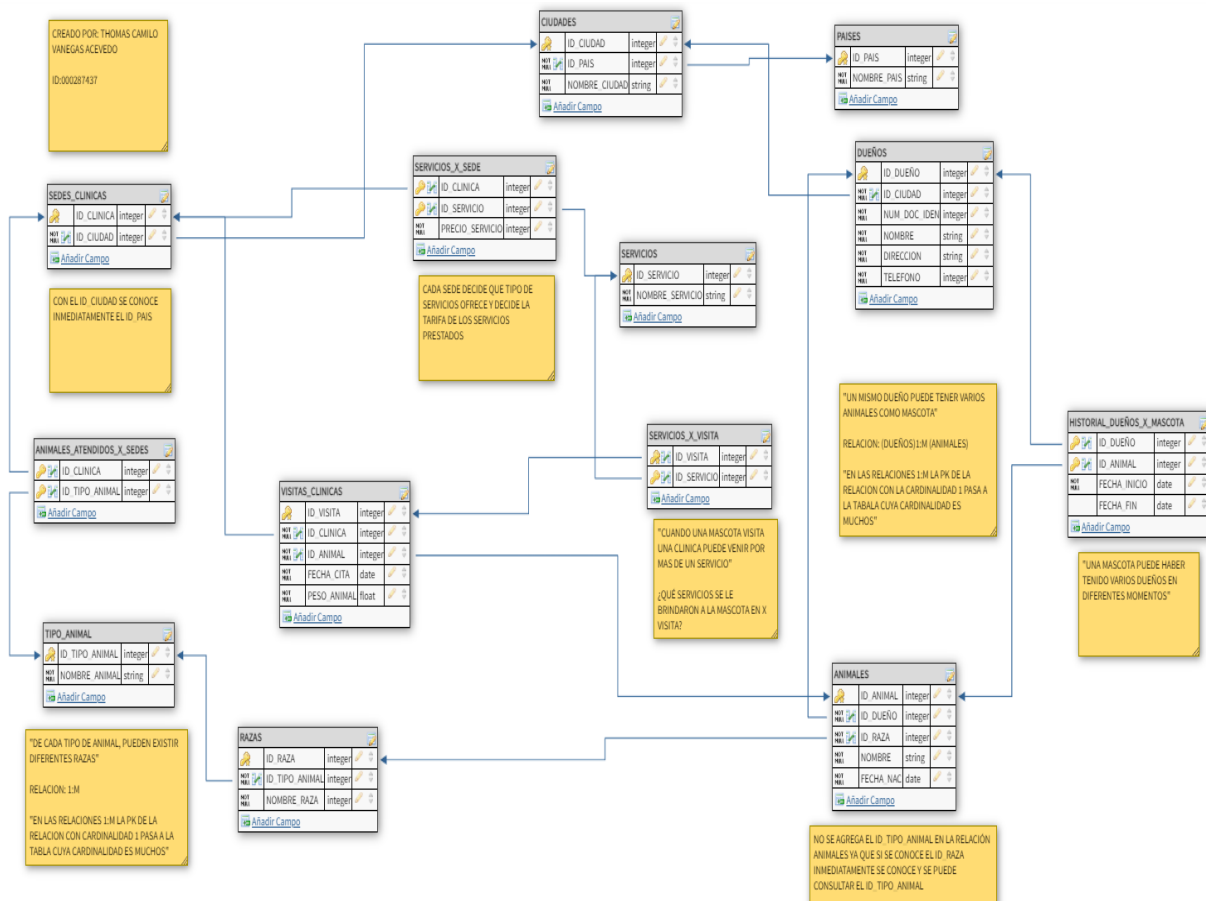 CREADO POR: THOMAS CAMILO
VANEGAS ACEVEDO
ID:000287437
CIUDADES
ID_CIUDAD integer
NOT NULL ID_PAIS integer
NOT NULL NOMBRE_CIUDAD string
Añadir Campo
PAISES
ID_PAIS integer
NOT NULL NOMBRE_PAIS string
Añadir Campo
SEDES_CLINICAS
ID_CLINICA integer
NOT NULL ID_CIUDAD integer
Añadir Campo
SERVICIOS_X_SEDE
ID_CLINICA integer
ID_SERVICIO integer
NOT NULL PRECIO_SERVICIO integer
Añadir Campo
DUEÑOS
ID_DUEÑO integer
NOT NULL ID_CIUDAD integer
NOT NULL NUM_DOC_IDEN integer
NOT NULL NOMBRE string
NOT NULL DIRECCION string
NOT NULL TELEFONO integer
Añadir Campo
SERVICIOS
ID_SERVICIO integer
NOT NULL NOMBRE_SERVICIO string
Añadir Campo
CON EL ID_CIUDAD SE CONOCE
INMEDIATAMENTE EL ID_PAIS
CADA SEDE DECIDE QUE TIPO DE
SERVICIOS OFRECE Y DECIDE LA
TARIFA DE LOS SERVICIOS
PRESTADOS
"UN MISMO DUEÑO PUEDE TENER VARIOS
ANIMALES COMO MASCOTA"
RELACION: (DUEÑOS)1:M (ANIMALES)
"EN LAS RELACIONES 1:M LA PK DE LA
RELACION CON LA CARDINALIDAD 1 PASA A
LA TABALA CUYA CARDINALIDAD ES
MUCHOS"
HISTORIAL_DUEÑOS_X_MASCOTA
ID_DUEÑO integer
ID_ANIMAL integer
NOT NULL FECHA_INICIO date
FECHA_FIN date
Añadir Campo
ANIMALES_ATENDIDOS_X_SEDES
ID_CLINICA integer
ID_TIPO_ANIMAL integer
Añadir Campo
SERVICIOS_X_VISITA
ID_VISITA integer
ID_SERVICIO integer
Añadir Campo
VISITAS_CLINICAS
ID_VISITA integer
NOT NULL ID_CLINICA integer
NOT NULL ID_ANIMAL integer
NOT NULL FECHA_CITA date
NOT NULL PESO_ANIMAL float
Añadir Campo
"CUANDO UNA MASCOTA VISITA
UNA CLINICA PUEDE VENIR POR
MAS DE UN SERVICIO"
¿QUÉ SERVICIOS SE LE
BRINDARON A LA MASCOTA EN X
VISITA?
"UNA MASCOTA PUEDE HABER
TENIDO VARIOS DUEÑOS EN
DIFERENTES MOMENTOS"
TIPO_ANIMAL
ID_TIPO_ANIMAL integer
NOT NULL NOMBRE_ANIMAL string
Añadir Campo
ANIMALES
ID_ANIMAL integer
NOT NULL ID_DUEÑO integer
NOT NULL ID_RAZA integer
NOT NULL NOMBRE string
NOT NULL FECHA_NAC date
Añadir Campo
RAZAS
ID_RAZA integer
NOT NULL ID_TIPO_ANIMAL integer
NOT NULL NOMBRE_RAZA integer
Añadir Campo
"DE CADA TIPO DE ANIMAL, PUEDEN EXISTIR
DIFERENTES RAZAS"
RELACION: 1:M
"EN LAS RELACIONES 1:M LA PK DE LA
RELACION CON CARDINALIDAD 1 PASA A LA
TABLA CUYA CARDINALIDAD ES MUCHOS"
NO SE AGREGA EL ID_TIPO_ANIMAL EN LA RELACIÓN
ANIMALES YA QUE SI SE CONOCE EL ID_RAZA
INMEDIATAMENTE SE CONOCE Y SE PUEDE
CONSULTAR EL ID_TIPO_ANIMAL